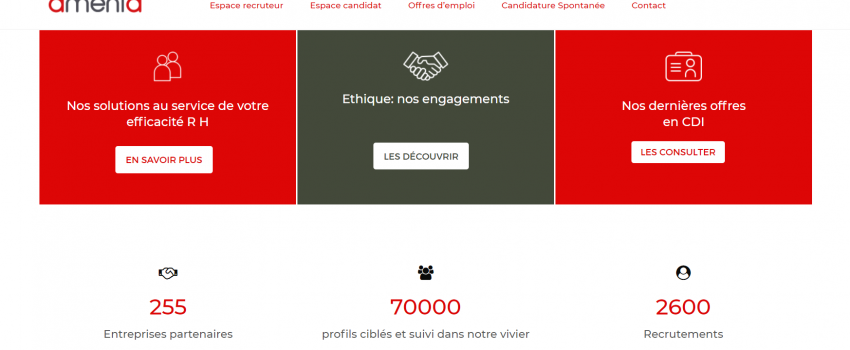 amenia
Espace recruteur
Espace candidat
Offres d'emploi
Candidature Spontanée
Contact
Nos solutions au service de votre
efficacité R H
EN SAVOIR PLUS
Ethique: nos engagements
LES DÉCOUVRIR
Nos dernières offres
en CDI
LES CONSULTER
255
Entreprises partenaires
70000
profils ciblés et suivi dans notre vivier
2600
Recrutements